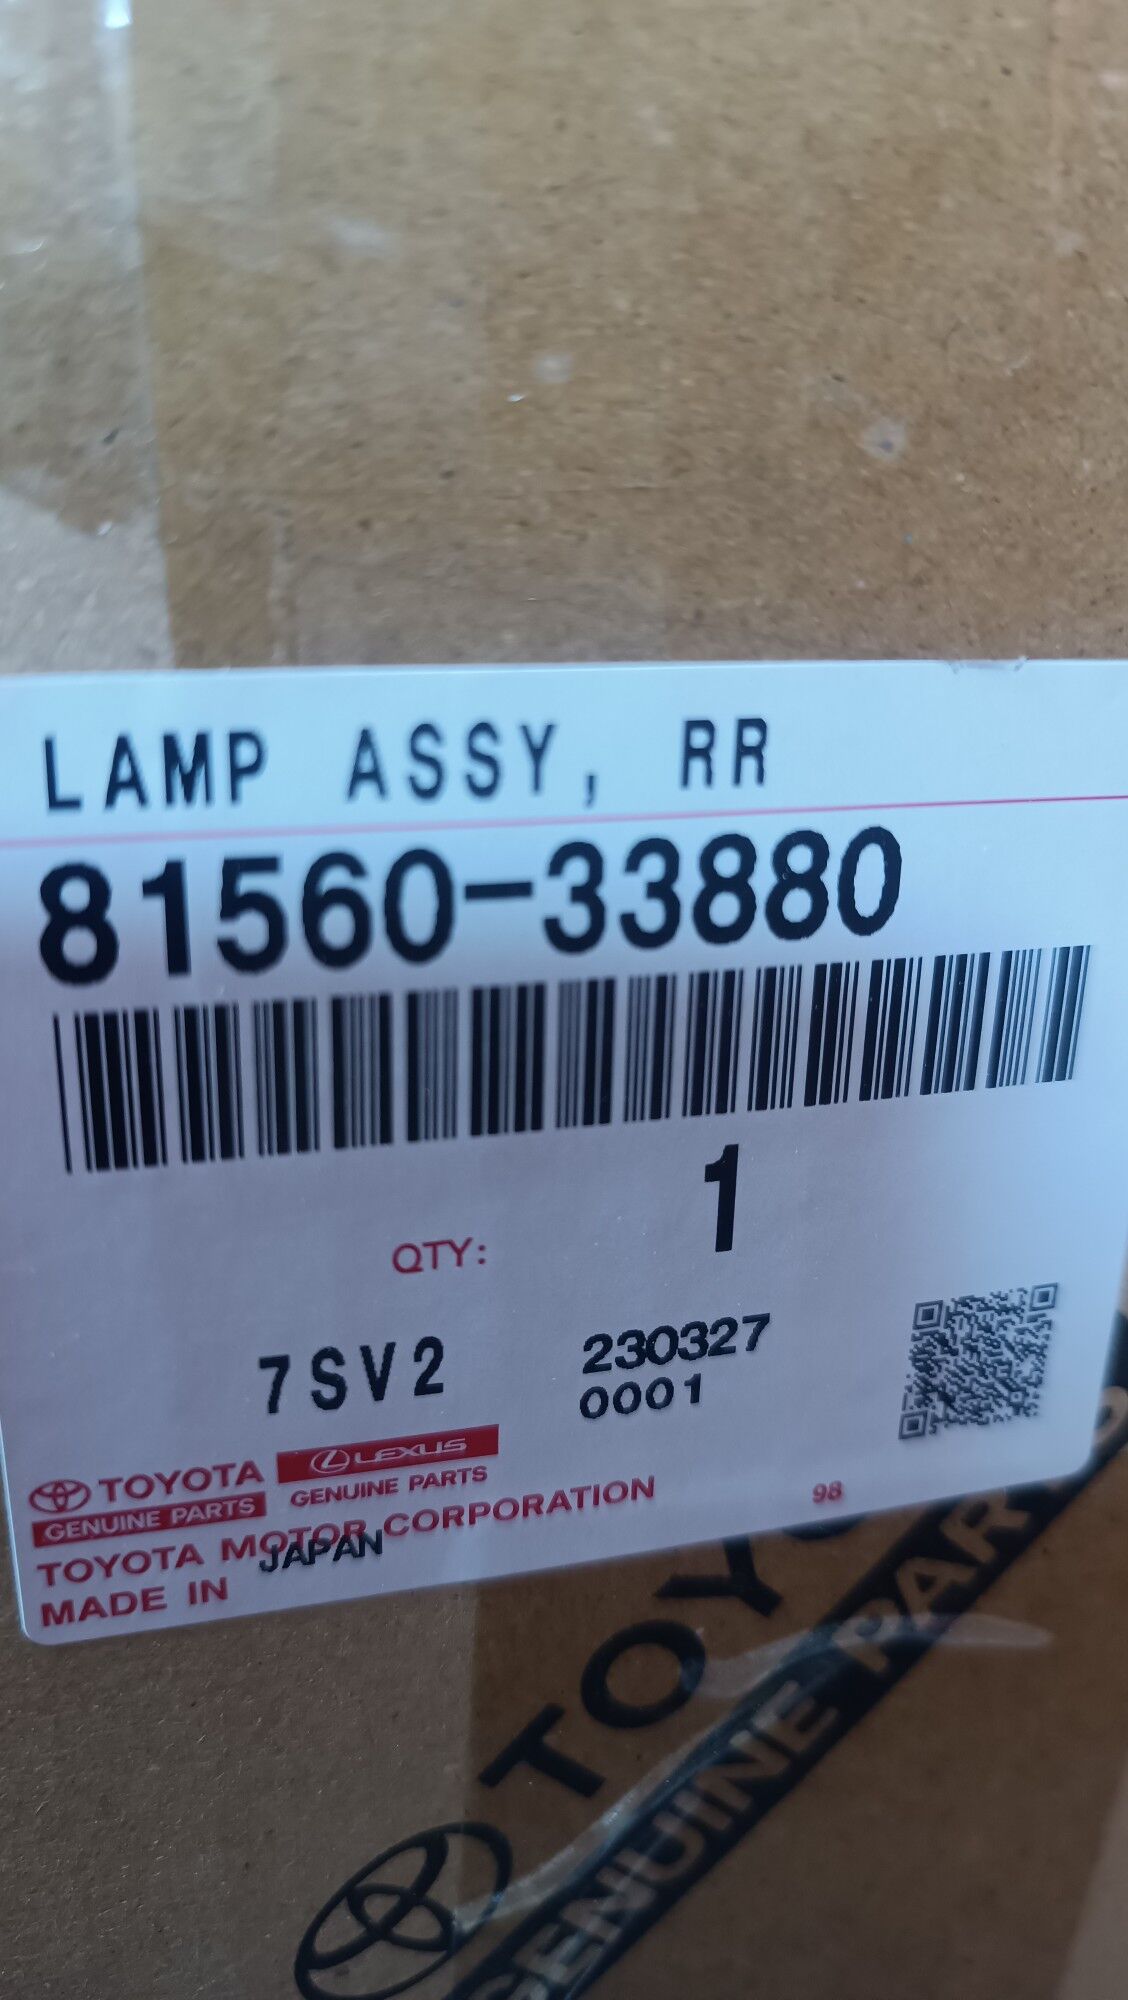 LAMP ASSY, RR
81560-33880
1
QTY:
7SV2
230327
0001
TOYOTA
GENUINE PARTS
LEXUS
GENUINE PARTS
TOYOTA MOTOR CORPORATION
98
MADE IN JAPAN
TOYOTA
GENUINE PARTS